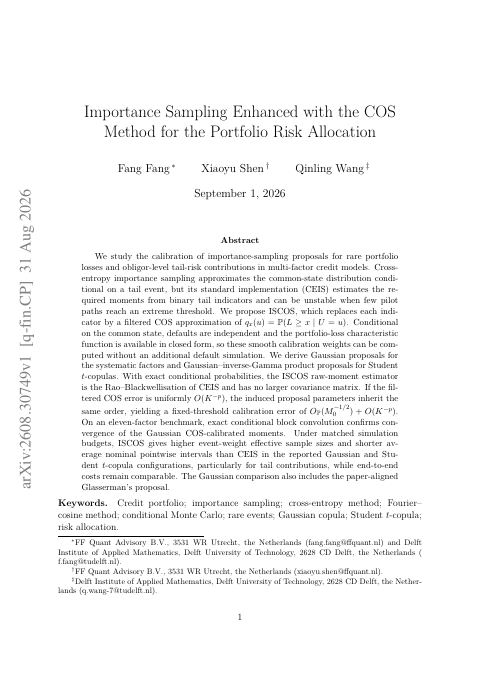 Importance Sampling Enhanced with the COS
Method for the Portfolio Risk Allocation
Fang Fang * Xiaoyu Shen † Qinling Wang ‡
September 1, 2026
Abstract
We study the calibration of importance-sampling proposals for rare portfolio
losses and obligor-level tail-risk contributions in multi-factor credit models. Cross-
entropy importance sampling approximates the common-state distribution condi-
tional on a tail event, but its standard implementation (CEIS) estimates the re-
quired moments from binary tail indicators and can be unstable when few pilot
paths reach an extreme threshold. We propose ISCOS, which replaces each indi-
cator by a filtered COS approximation of qₓ(u) = ℙ(L ≥ x | U = u). Conditional
on the common state, defaults are independent and the portfolio-loss characteristic
function is available in closed form, so these smooth calibration weights can be com-
puted without an additional default simulation. We derive Gaussian proposals for
the systematic factors and Gaussian–inverse-Gamma product proposals for Student
t-copulas. With exact conditional probabilities, the ISCOS raw-moment estimator
is the Rao–Blackwellisation of CEIS and has no larger covariance matrix. If the fil-
tered COS error is uniformly O(K⁻ᵖ), the induced proposal parameters inherit the
same order, yielding a fixed-threshold calibration error of O_ℙ(M₀^{−1/2}) + O(K⁻ᵖ).
On an eleven-factor benchmark, exact conditional block convolution confirms con-
vergence of the Gaussian COS-calibrated moments. Under matched simulation
budgets, ISCOS gives higher event-weight effective sample sizes and shorter av-
erage nominal pointwise intervals than CEIS in the reported Gaussian and Stu-
dent t-copula configurations, particularly for tail contributions, while end-to-end
costs remain comparable. The Gaussian comparison also includes the paper-aligned
Glasserman's proposal.
Keywords. Credit portfolio; importance sampling; cross-entropy method; Fourier–
cosine method; conditional Monte Carlo; rare events; Gaussian copula; Student t-copula;
risk allocation.
*FF Quant Advisory B.V., 3531 WR Utrecht, the Netherlands (fang.fang@ffquant.nl) and Delft
Institute of Applied Mathematics, Delft University of Technology, 2628 CD Delft, the Netherlands (
f.fang@tudelft.nl).
†FF Quant Advisory B.V., 3531 WR Utrecht, the Netherlands (xiaoyu.shen@ffquant.nl).
‡Delft Institute of Applied Mathematics, Delft University of Technology, 2628 CD Delft, the Nether-
lands (q.wang-7@tudelft.nl).
1
arXiv:2608.30749v1 [q-fin.CP] 31 Aug 2026